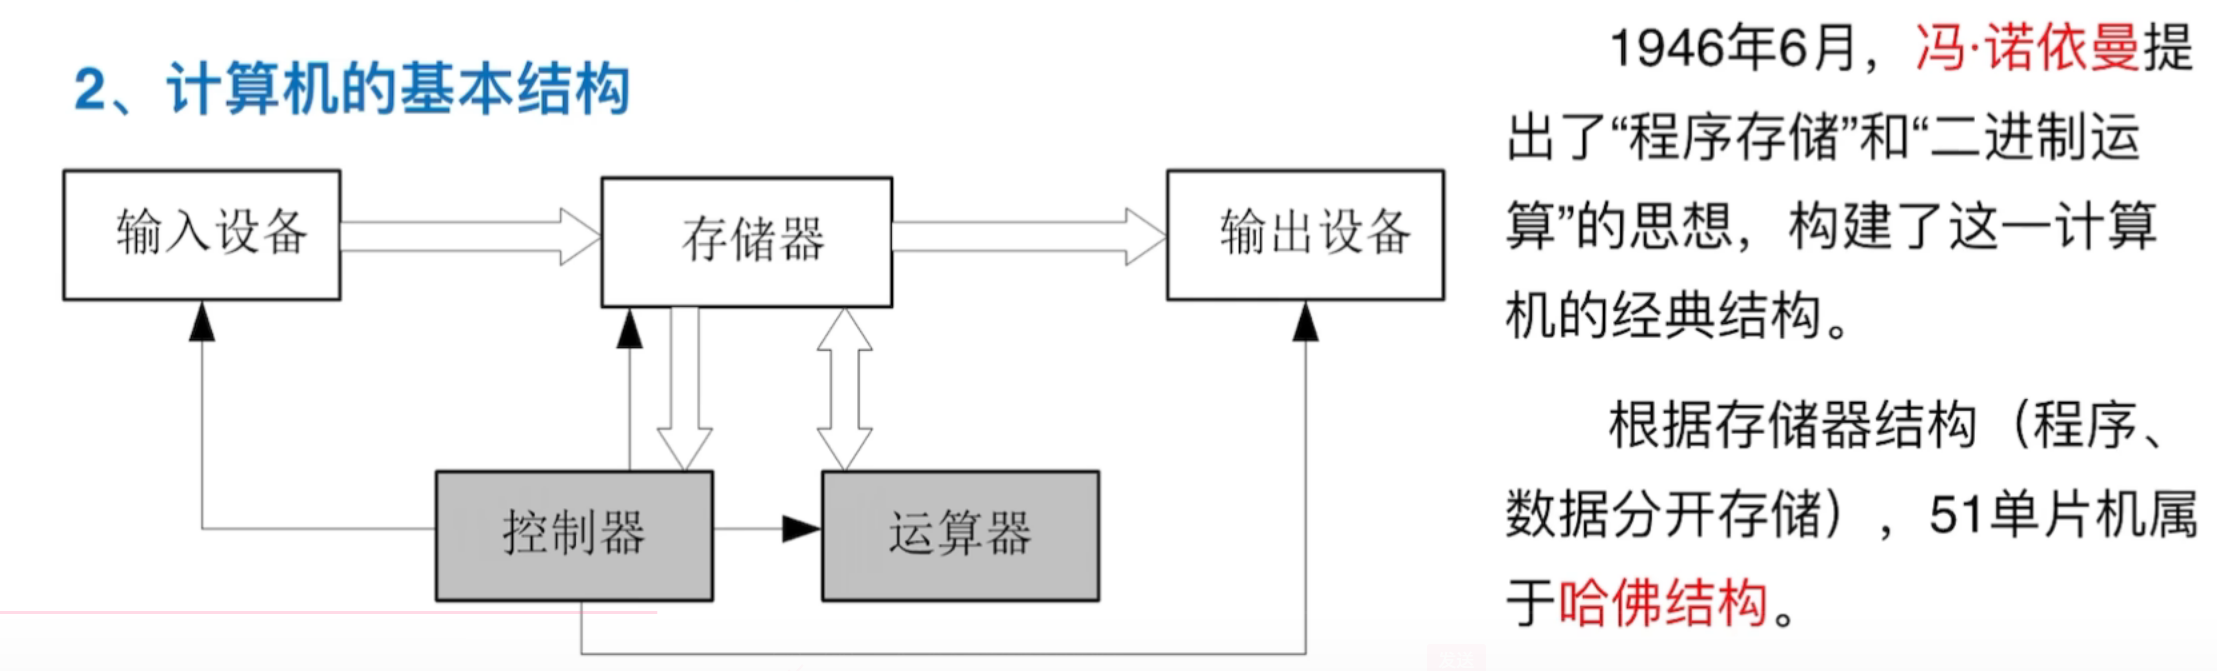 2、计算机的基本结构
输入设备
存储器
输出设备
控制器
运算器
1946年6月，冯·诺依曼提
出了“程序存储”和“二进制运
算”的思想，构建了这一计算
机的经典结构。
根据存储器结构（程序、
数据分开存储），51单片机属
于哈佛结构。